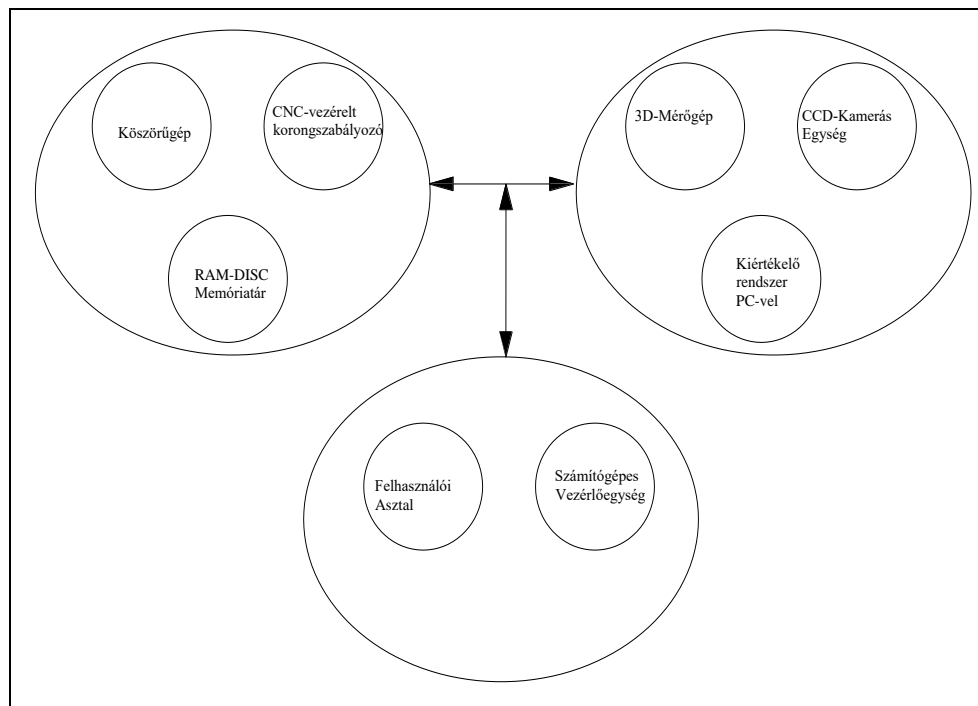 Köszörűgép
CNC-vezérelt
korongszabályozó
RAM-DISC
Memóriatár
3D-Mérőgép
CCD-Kamerás
Egység
Kiértékelő
rendszer
PC-vel
Felhasználói
Asztal
Számítógépes
Vezérlőegység